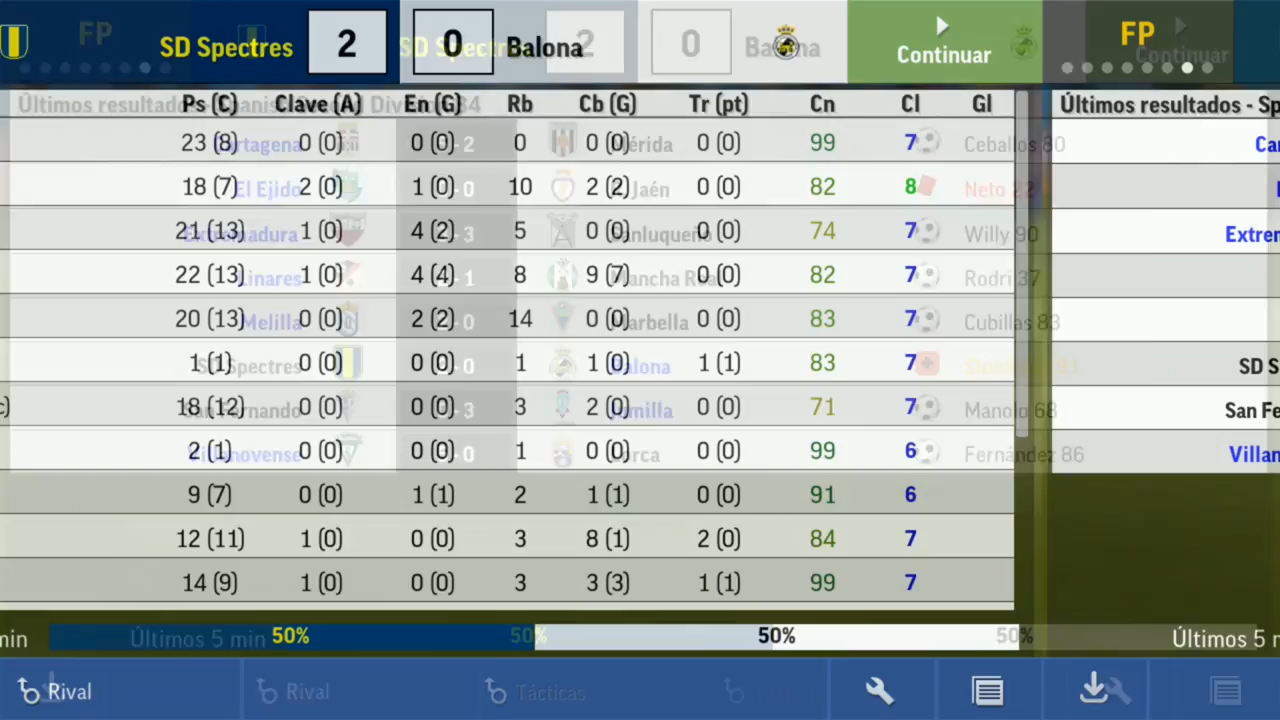 FP SD Spectres 2 0 Balona Continuar FP
Últimos resultados - Spanish Second Division B4
Ps (C) Clave (A) En (G) Rb Cb (G) Tr (pt) Cn Cl Gl Últimos resultados - Sp
23 (8) 0 (0) 0 (0) 0 0 (0) 0 (0) 99 7
Cartagena Mérida Ceballos 80 Ca
18 (7) 2 (0) 1 (0) 10 2 (2) 0 (0) 82 8
El Ejido Jaén Neto 22
21 (13) 1 (0) 4 (2) 5 0 (0) 0 (0) 74 7
Extremadura Sanluqueño Willy 90 Extrem
22 (13) 1 (0) 4 (4) 8 9 (7) 0 (0) 82 7
Linares Mancha Real Rodri 37
20 (13) 0 (0) 2 (2) 14 0 (0) 0 (0) 83 7
Melilla Marbella Cubillas 83
1 (1) 0 (0) 0 (0) 1 1 (0) 1 (1) 83 7
SD Spectres Balona SD S
18 (12) 0 (0) 0 (0) 3 2 (0) 0 (0) 71 7
San Fernando Jumilla Manolo 68 San Fe
2 (1) 0 (0) 0 (0) 1 0 (0) 0 (0) 99 6
Villanovense Lorca Fernández 86 Villan
9 (7) 0 (0) 1 (1) 2 1 (1) 0 (0) 91 6
12 (11) 1 (0) 0 (0) 3 8 (1) 2 (0) 84 7
14 (9) 1 (0) 0 (0) 3 3 (3) 1 (1) 99 7
min Últimos 5 min 50% 50% 50% 50% Últimos 5 m
Rival Rival Tácticas